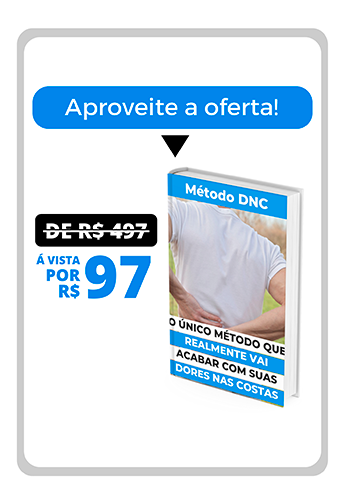 Aproveite a oferta!
Método DNC
DE R$ 497
Á VISTA
POR
R$ 97
O ÚNICO MÉTODO QUE
REALMENTE VAI
ACABAR COM SUAS
DORES NAS COSTAS